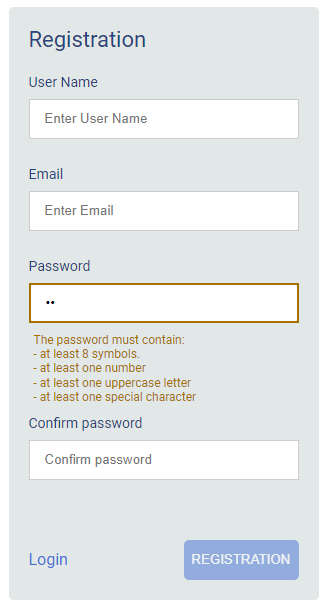 Registration
User Name
Enter User Name
Email
Enter Email
Password
••
The password must contain:
- at least 8 symbols.
- at least one number
- at least one uppercase letter
- at least one special character
Confirm password
Confirm password
Login
REGISTRATION